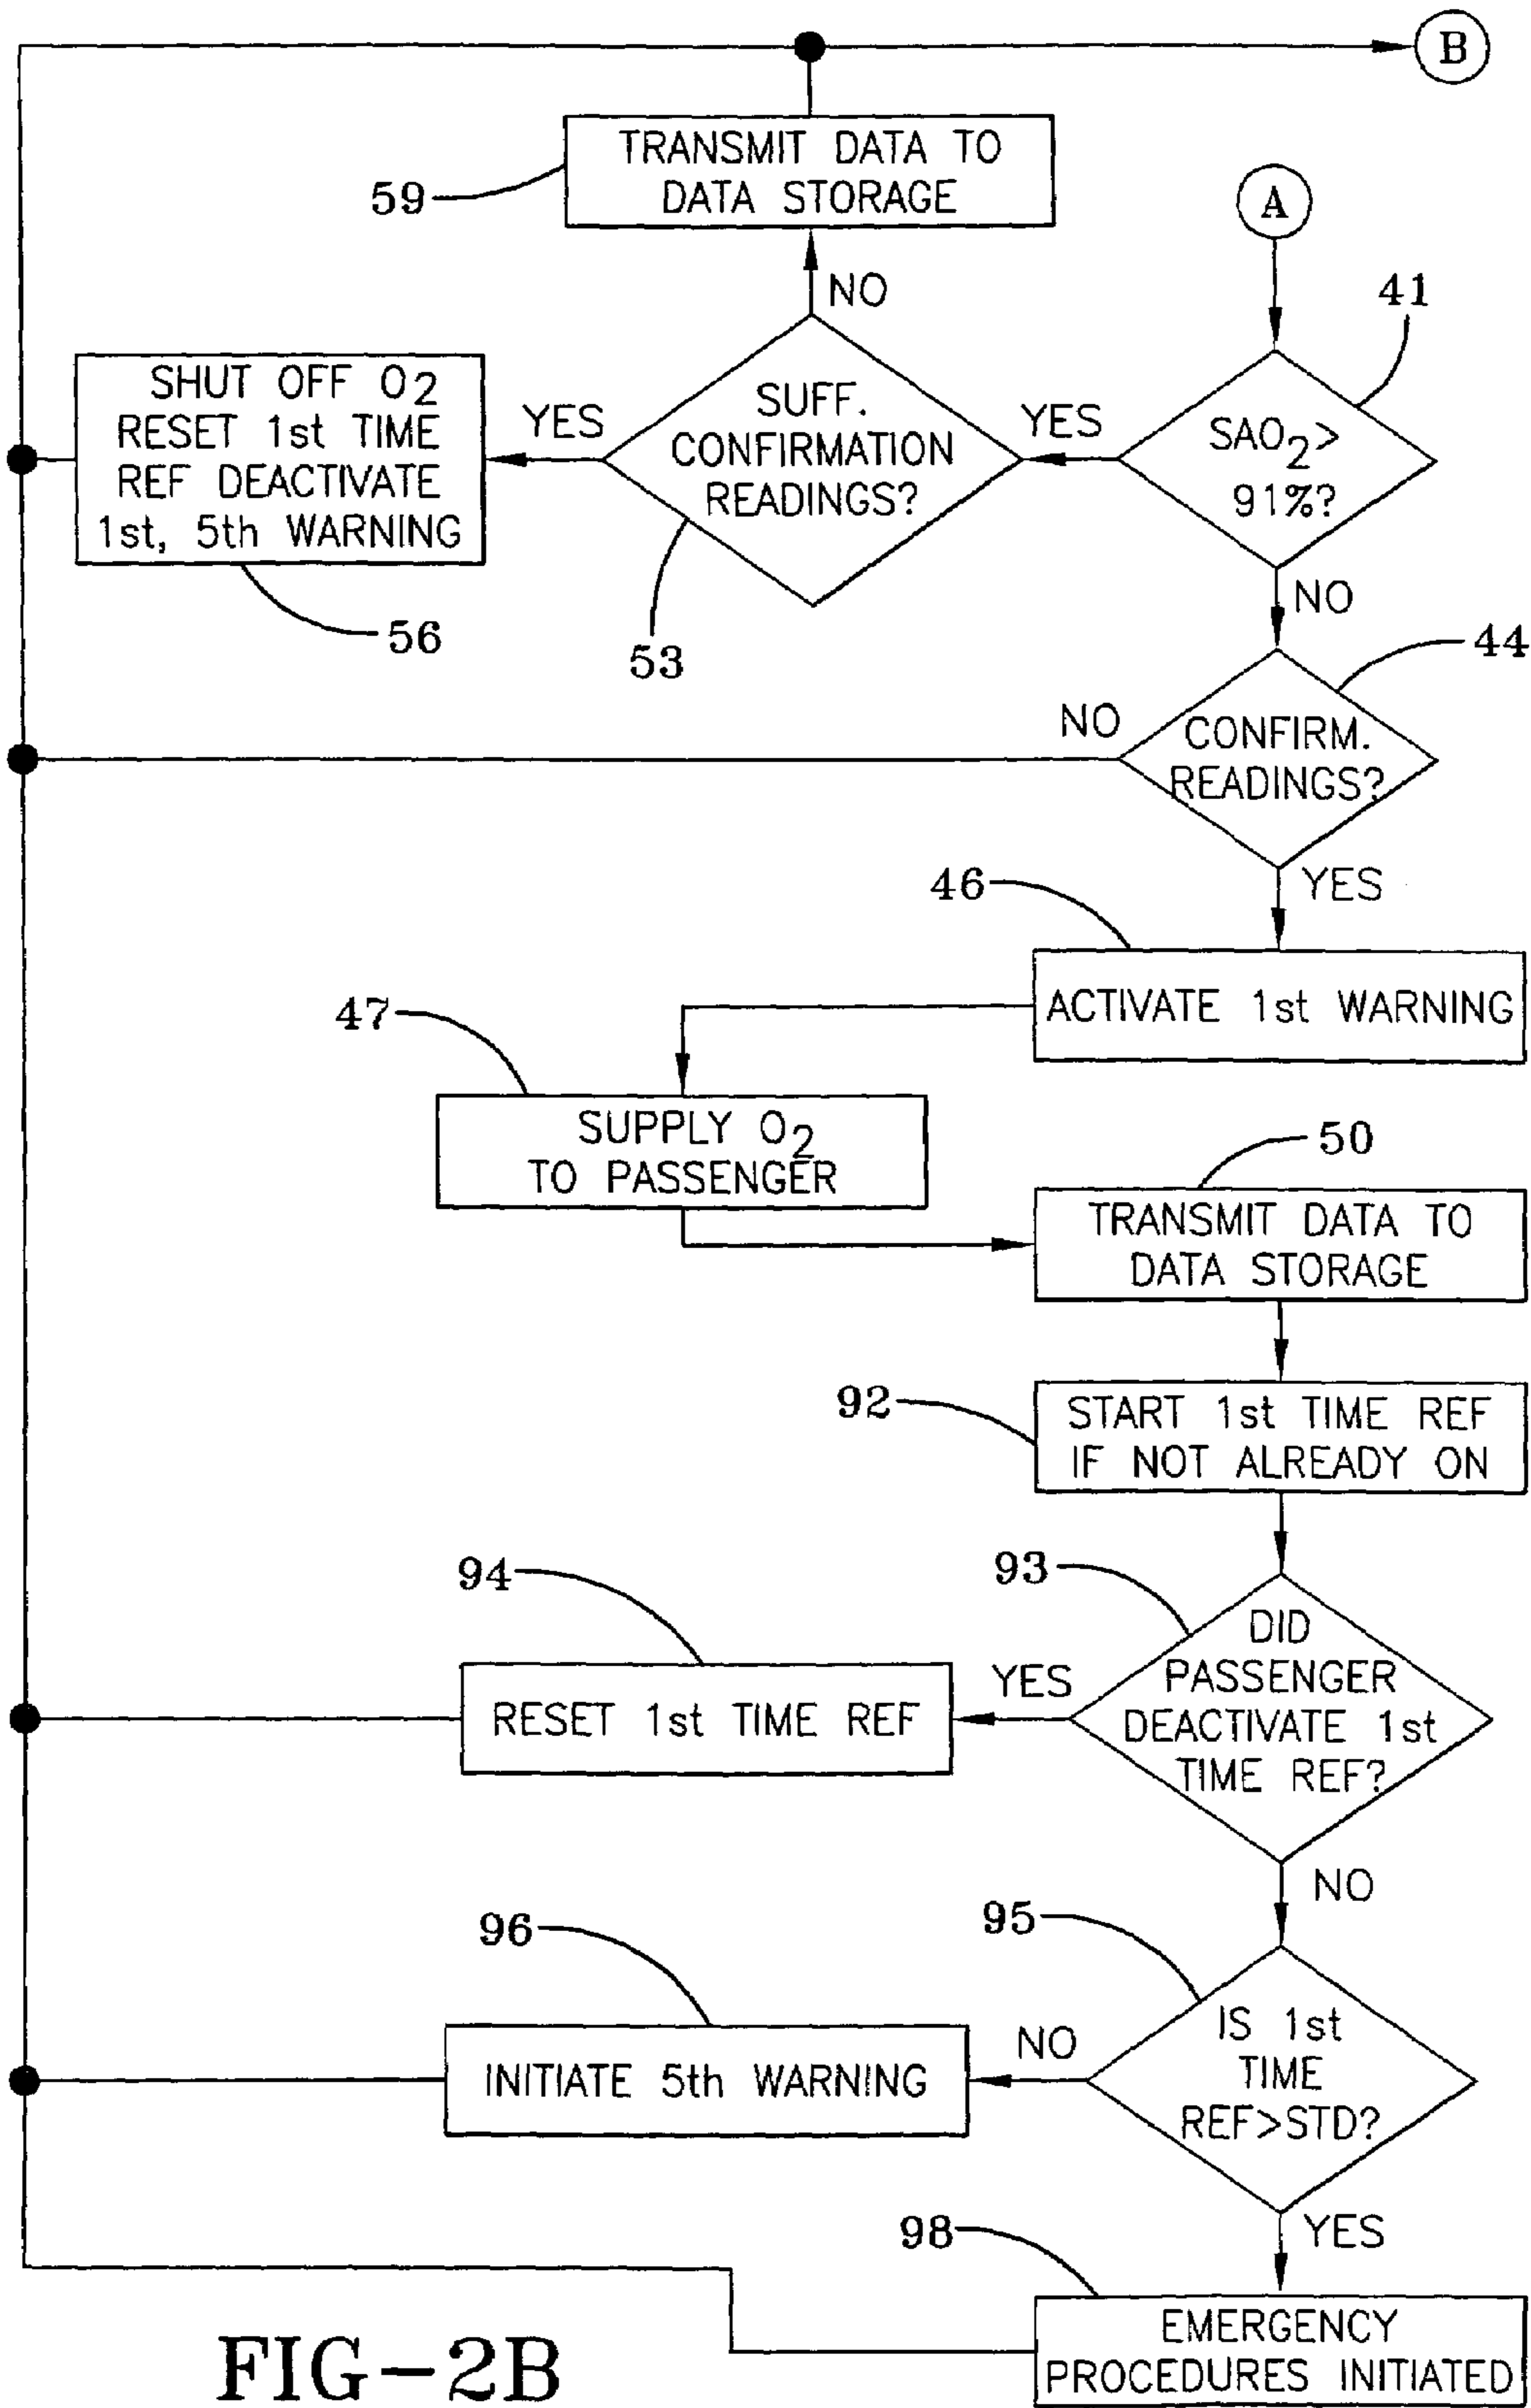 B
TRANSMIT DATA TO
DATA STORAGE
59
A
NO
41
SHUT OFF O2
RESET 1st TIME
REF DEACTIVATE
1st, 5th WARNING
YES
SUFF.
CONFIRMATION
READINGS?
YES
SAO2>
91%?
56
53
NO
44
NO
CONFIRM.
READINGS?
46
YES
ACTIVATE 1st WARNING
47
SUPPLY O2
TO PASSENGER
50
TRANSMIT DATA TO
DATA STORAGE
92
START 1st TIME REF
IF NOT ALREADY ON
94
93
RESET 1st TIME REF
YES
DID
PASSENGER
DEACTIVATE 1st
TIME REF?
NO
96
95
INITIATE 5th WARNING
NO
IS 1st
TIME
REF>STD?
98
YES
EMERGENCY
PROCEDURES INITIATED
FIG-2B